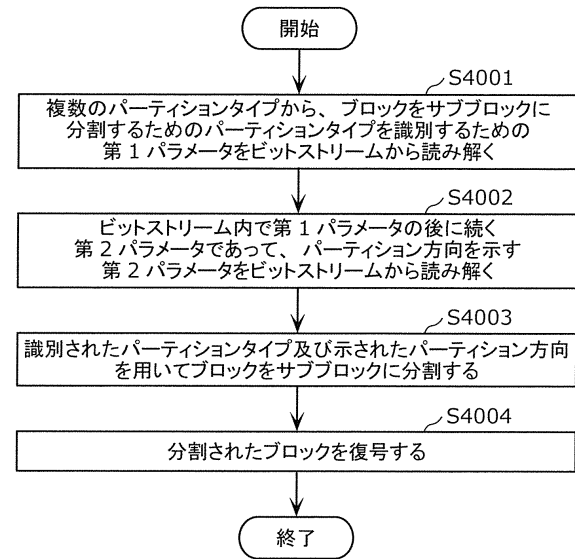 開始
S4001
複数のパーティションタイプから、ブロックをサブブロックに
分割するためのパーティションタイプを識別するための
第1パラメータをビットストリームから読み解く
S4002
ビットストリーム内で第1パラメータの後に続く
第2パラメータであって、パーティション方向を示す
第2パラメータをビットストリームから読み解く
S4003
識別されたパーティションタイプ及び示されたパーティション方向
を用いてブロックをサブブロックに分割する
S4004
分割されたブロックを復号する
終了